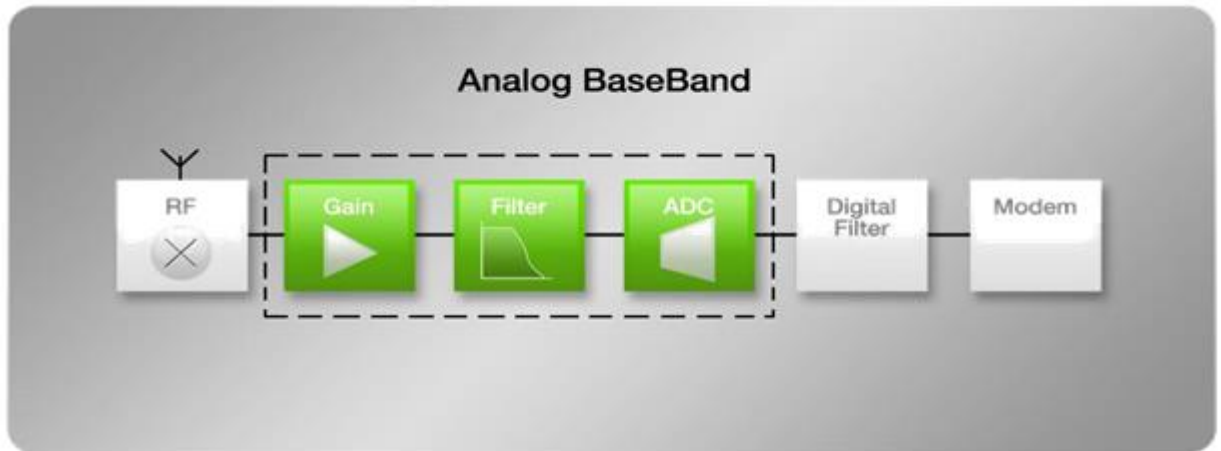 Analog BaseBand
RF
Gain
Filter
ADC
Digital
Filter
Modem